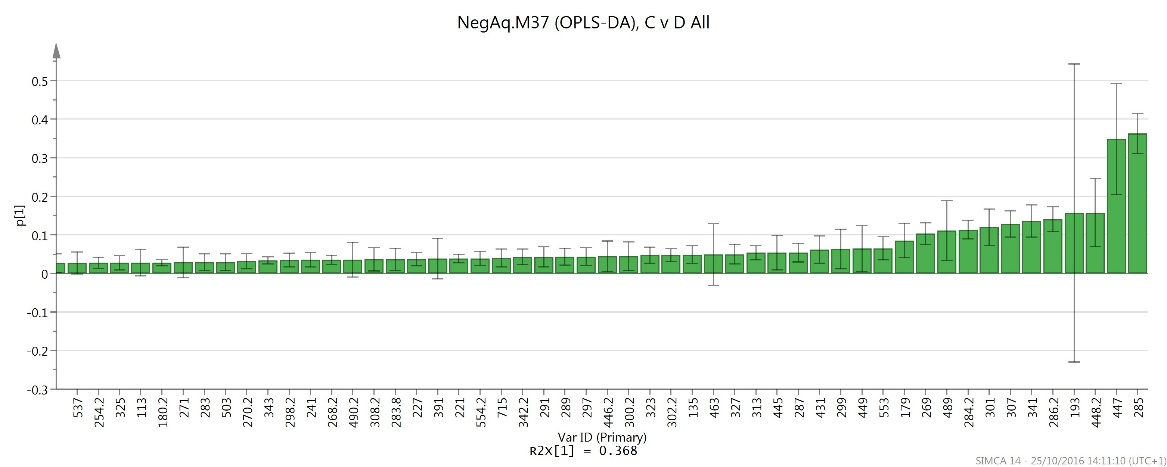 NegAq.M37 (OPLS-DA), C v D All
0.5
0.4
0.3
0.2
0.1
0
-0.1
-0.2
-0.3
p[1]
537 254.2 325 113 180.2 271 283 503 270.2 343 298.2 241 268.2 490.2 308.2 283.8 227 391 221 554.2 715 342.2 291 289 297 446.2 300.2 323 302.2 135 463 327 313 445 287 431 299 449 553 179 269 489 284.2 301 307 341 286.2 193 448.2 447 285
Var ID (Primary)
R2X[1] = 0.368
SIMCA 14 - 25/10/2016 14:11:10 (UTC+1)